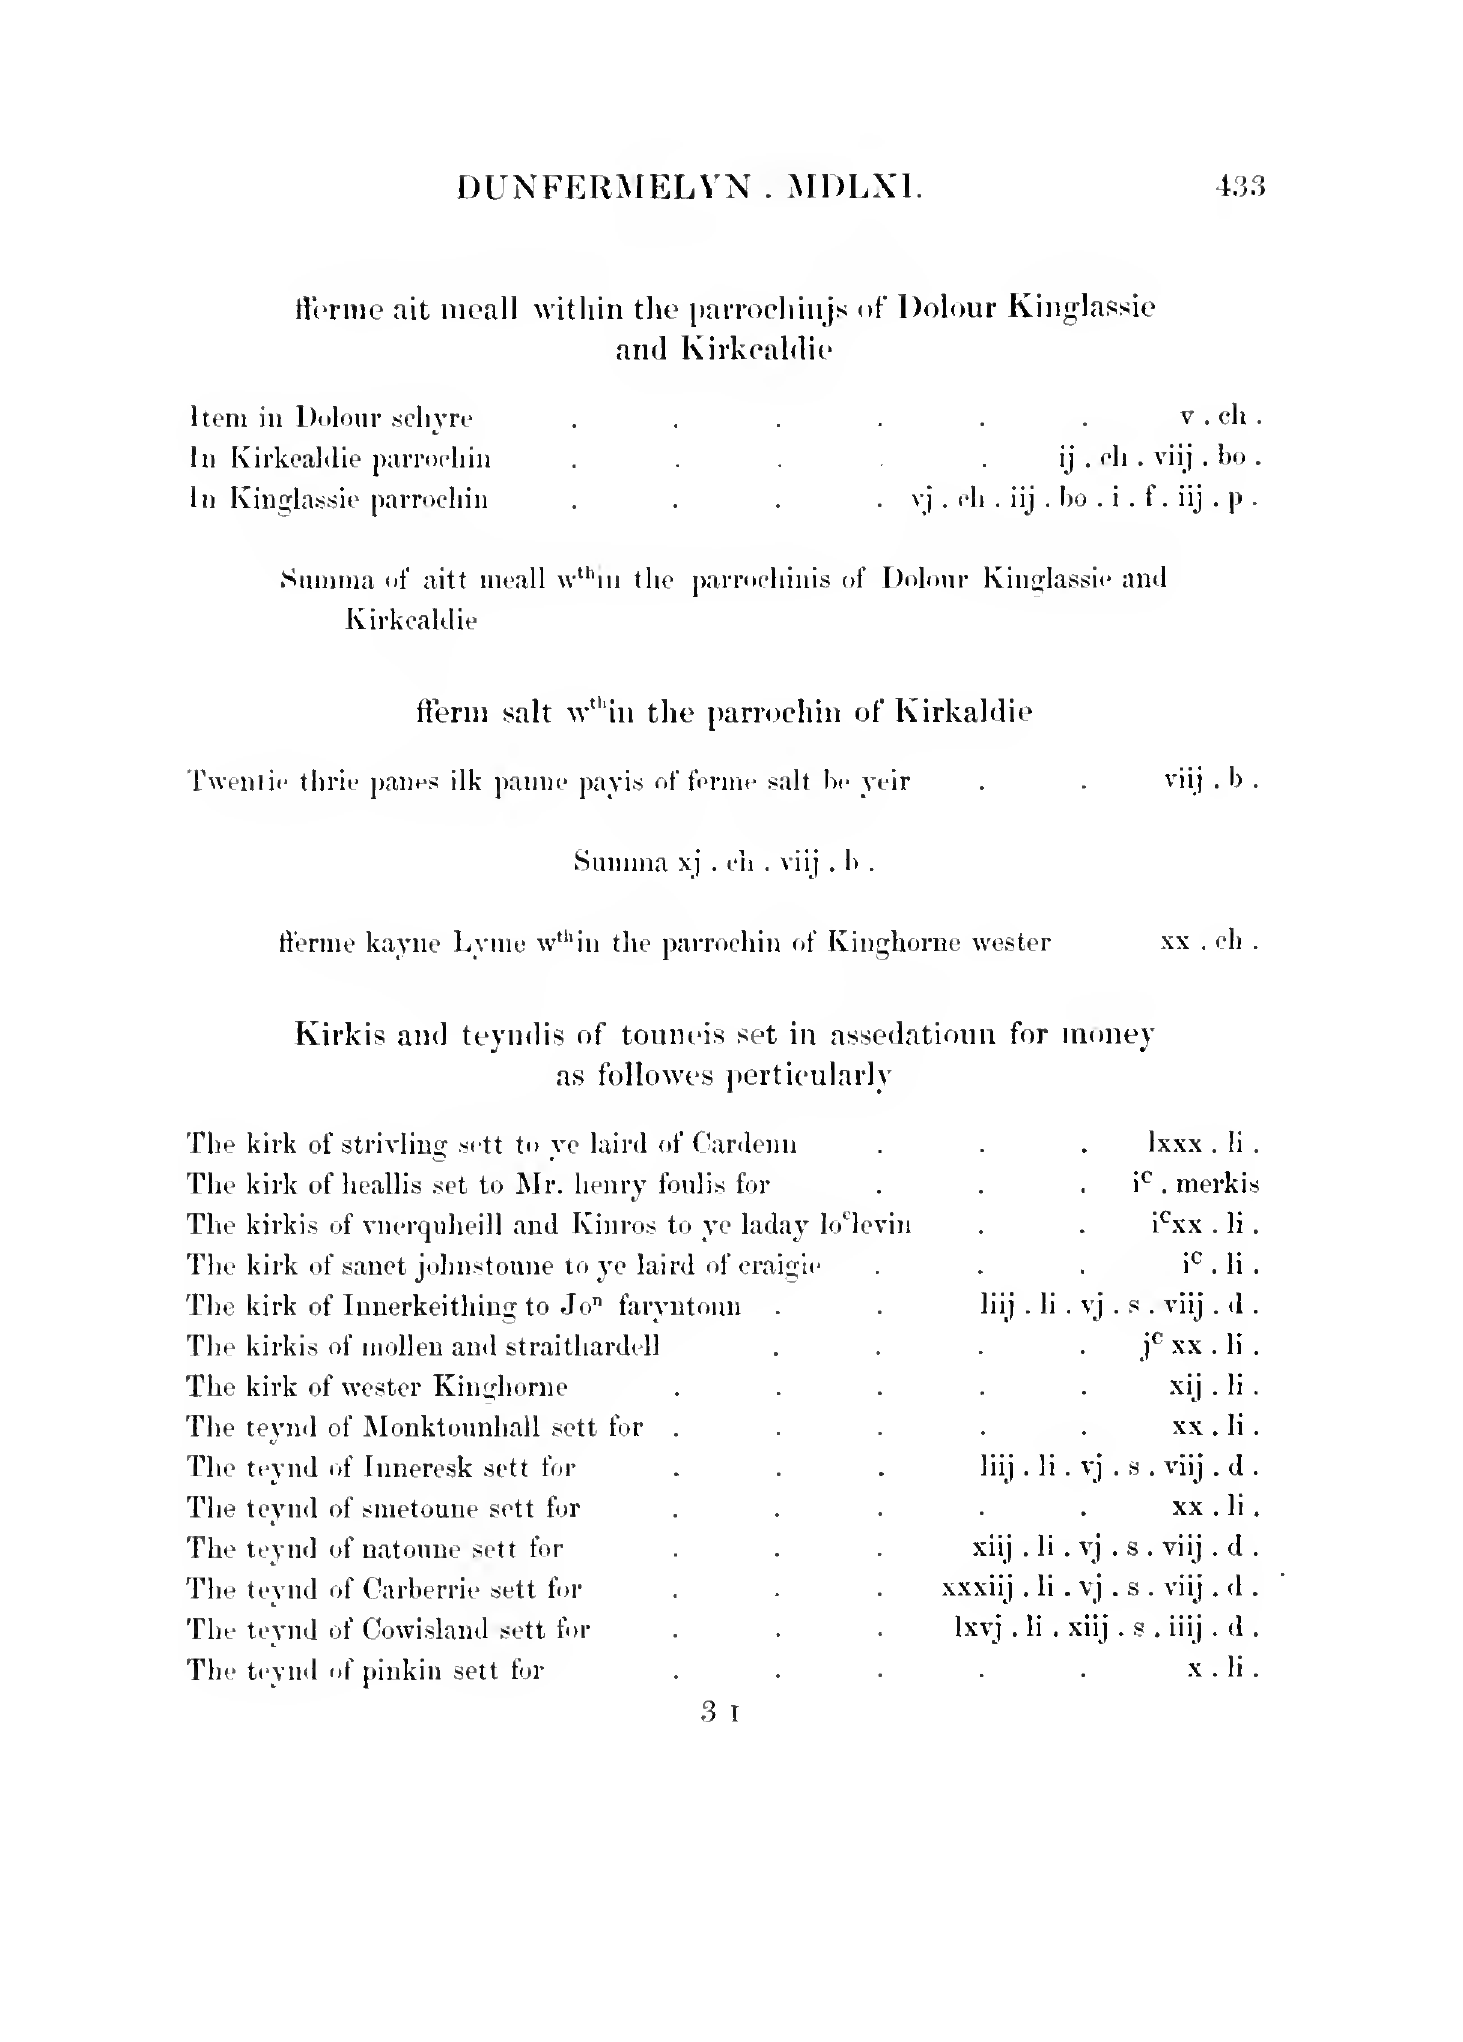 DUNFERMELYN . MDLXI. 433
fferme ait meall within the parrochinjs of Dolour Kinglassie
and Kirkcaldie
Item in Dolour schyre . . . . . . v . ch .
In Kirkcaldie parrochin . . . . . ij . ch . viij . bo .
In Kinglassie parrochin . . . . vj . ch . iij . bo . i . f . iij . p .
Summa of aitt meall wᵗʰin the parrochinis of Dolour Kinglassie and
Kirkcaldie
fferm salt wᵗʰin the parrochin of Kirkaldie
Twentie thrie panes ilk panne payis of ferme salt be yeir . . viij . b .
Summa xj . ch . viij . b .
fferme kayne Lyme wᵗʰin the parrochin of Kinghorne wester xx . ch .
Kirkis and teyndis of touneis set in assedatioun for money
as followes perticularly
The kirk of strivling sett to ye laird of Cardenn . . . lxxx . li .
The kirk of heallis set to Mr. henry foulis for . . . iᶜ . merkis
The kirkis of vnerquheill and Kinros to ye laday loᶜlevin . . iᶜxx . li .
The kirk of sanct johnstoune to ye laird of craigie . . . iᶜ . li .
The kirk of Innerkeithing to Joⁿ faryntoun . . liij . li . vj . s . viij . d .
The kirkis of mollen and straithardell . . . . jᶜ xx . li .
The kirk of wester Kinghorne . . . . . xij . li .
The teynd of Monktounhall sett for . . . . . xx . li .
The teynd of Inneresk sett for . . . liij . li . vj . s . viij . d .
The teynd of smetoune sett for . . . . . xx . li .
The teynd of natoune sett for . . . xiij . li . vj . s . viij . d .
The teynd of Carberrie sett for . . . xxxiij . li . vj . s . viij . d .
The teynd of Cowisland sett for . . . lxvj . li . xiij . s . iiij . d .
The teynd of pinkin sett for . . . . . x . li .
3 I